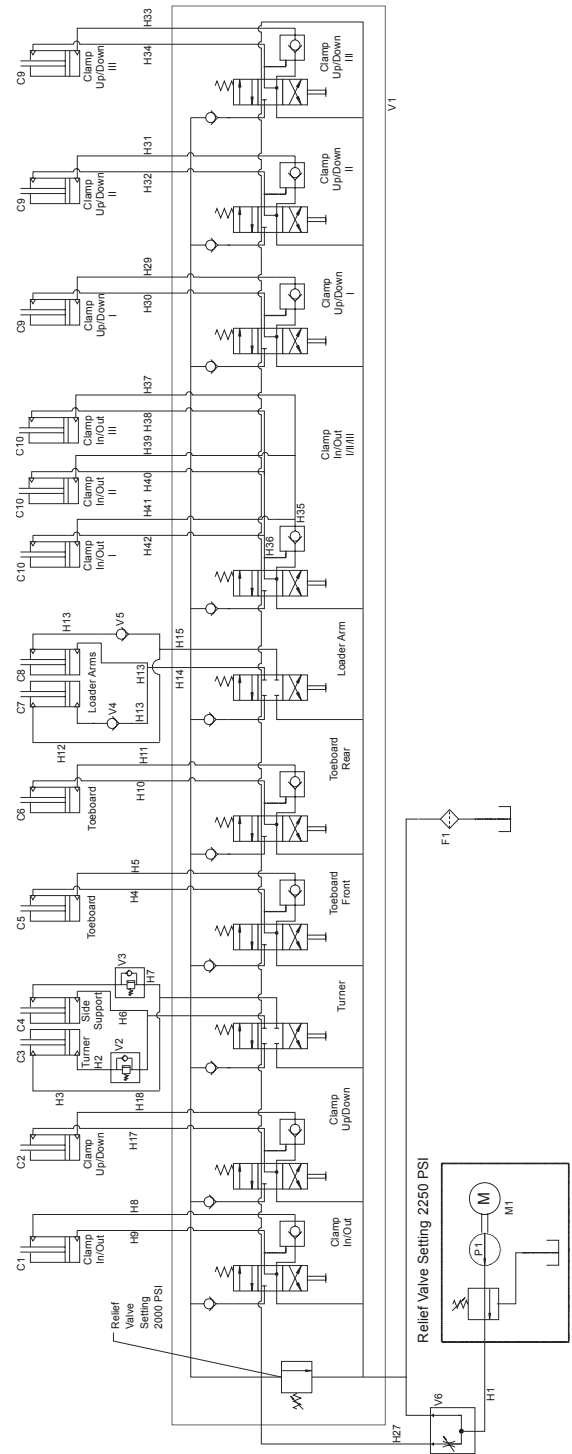 C1
Clamp
In/Out
H8
H9
C2
Clamp
Up/Down
H17
C3
C4
Turner
Side
Support
H3
H2
V2
H18
H6
V3
H7
C5
Toeboard
H5
H4
C6
Toeboard
H11
H10
C7
C8
Loader Arms
H12
V4
H13
H13
H13
V5
H14
H15
C10
Clamp
In/Out
I
H41
H42
C10
Clamp
In/Out
II
H39
H40
C10
Clamp
In/Out
III
H37
H38
C9
Clamp
Up/Down
I
H29
H30
C9
Clamp
Up/Down
II
H31
H32
C9
Clamp
Up/Down
III
H33
H34
Relief
Valve
Setting
2000 PSI
H36
H35
Clamp
In/Out
Clamp
Up/Down
Turner
Toeboard
Front
Toeboard
Rear
Loader Arm
Clamp
In/Out
I/II/III
Clamp
Up/Down
I
Clamp
Up/Down
II
Clamp
Up/Down
III
V1
H27
V6
H1
Relief Valve Setting 2250 PSI
P1
M
M1
F1